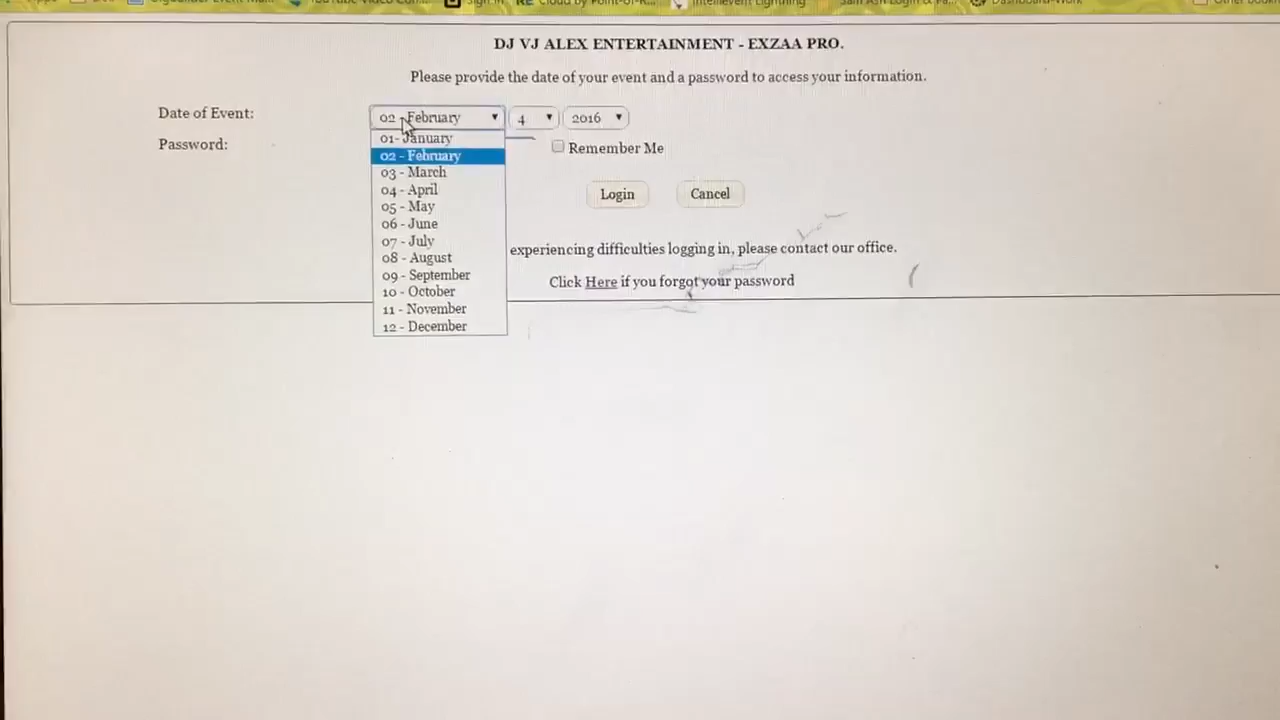 DJ VJ ALEX ENTERTAINMENT - EXZAA PRO.
Please provide the date of your event and a password to access your information.
Date of Event:
02 - February
4
2016
Password:
Remember Me
01- January
02 - February
03 - March
04 - April
05 - May
06 - June
07 - July
08 - August
09 - September
10 - October
11 - November
12 - December
Login
Cancel
experiencing difficulties logging in, please contact our office.
Click Here if you forgot your password